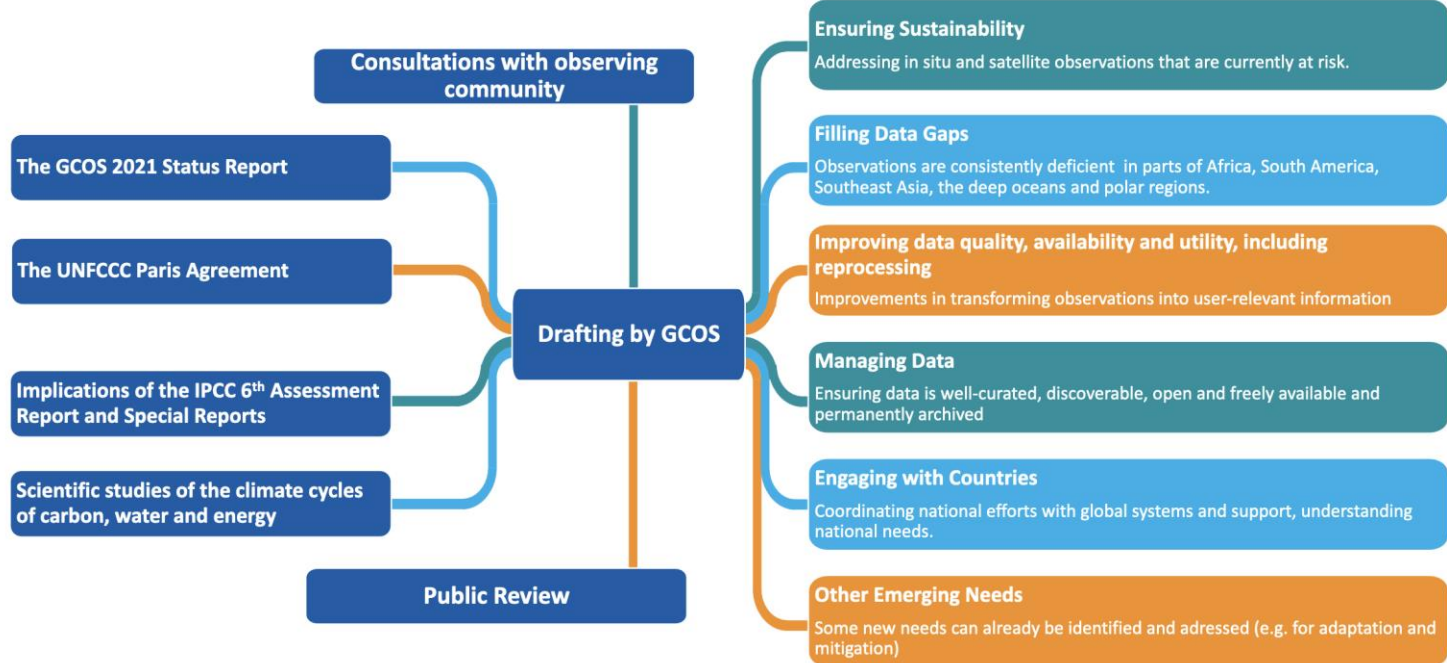 Consultations with observing
community
The GCOS 2021 Status Report
The UNFCCC Paris Agreement
Implications of the IPCC 6th Assessment
Report and Special Reports
Scientific studies of the climate cycles
of carbon, water and energy
Public Review
Drafting by GCOS
Ensuring Sustainability
Addressing in situ and satellite observations that are currently at risk.
Filling Data Gaps
Observations are consistently deficient in parts of Africa, South America,
Southeast Asia, the deep oceans and polar regions.
Improving data quality, availability and utility, including
reprocessing
Improvements in transforming observations into user-relevant information
Managing Data
Ensuring data is well-curated, discoverable, open and freely available and
permanently archived
Engaging with Countries
Coordinating national efforts with global systems and support, understanding
national needs.
Other Emerging Needs
Some new needs can already be identified and adressed (e.g. for adaptation and
mitigation)